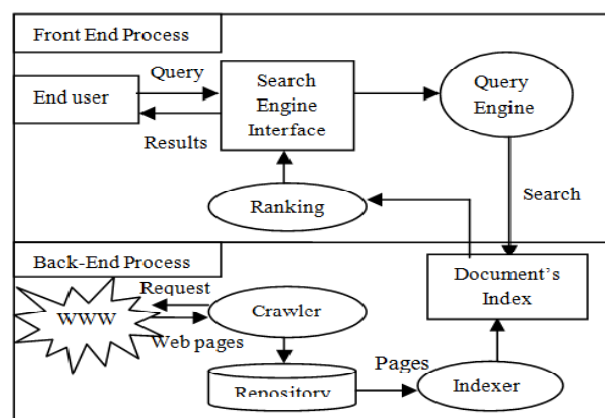 Front End Process
Query
End user
Results
Search
Engine
Interface
Query
Engine
Ranking
Search
Back-End Process
Request
WWW
Web pages
Crawler
Document's
Index
Repository
Pages
Indexer